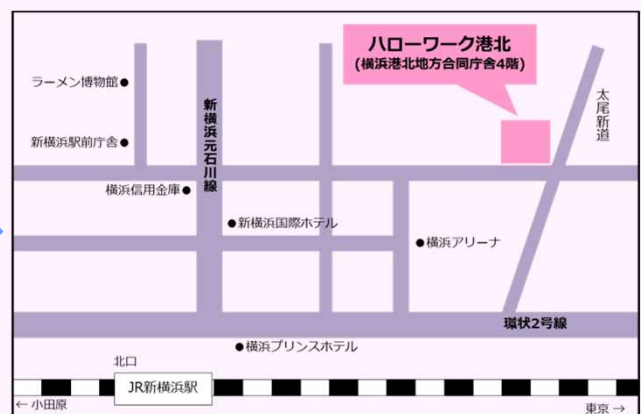 ハローワーク港北
(横浜港北地方合同庁舎4階)
ラーメン博物館●
新横浜駅前庁舎●
新横浜元石川線
太尾新道
横浜信用金庫●
●新横浜国際ホテル
●横浜アリーナ
環状2号線
●横浜プリンスホテル
北口
JR新横浜駅
← 小田原
東京 →